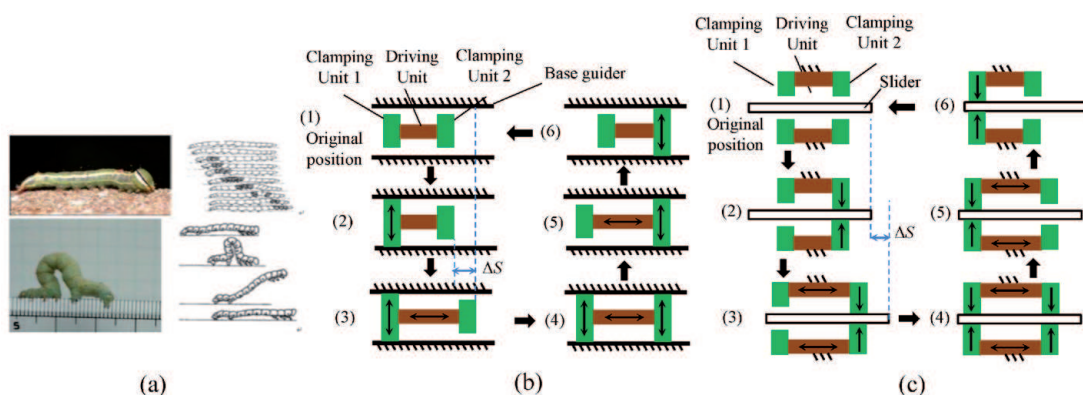 Clamping
Unit 1
Driving
Unit
Clamping
Unit 2
Base guider
(1)
Original
position
(6)
(2)
(5)
ΔS
(3)
(4)
5
(a)
(b)
Clamping
Unit 1
Driving
Unit
Clamping
Unit 2
Slider
(1)
Original
position
(6)
(2)
(5)
ΔS
(3)
(4)
(c)